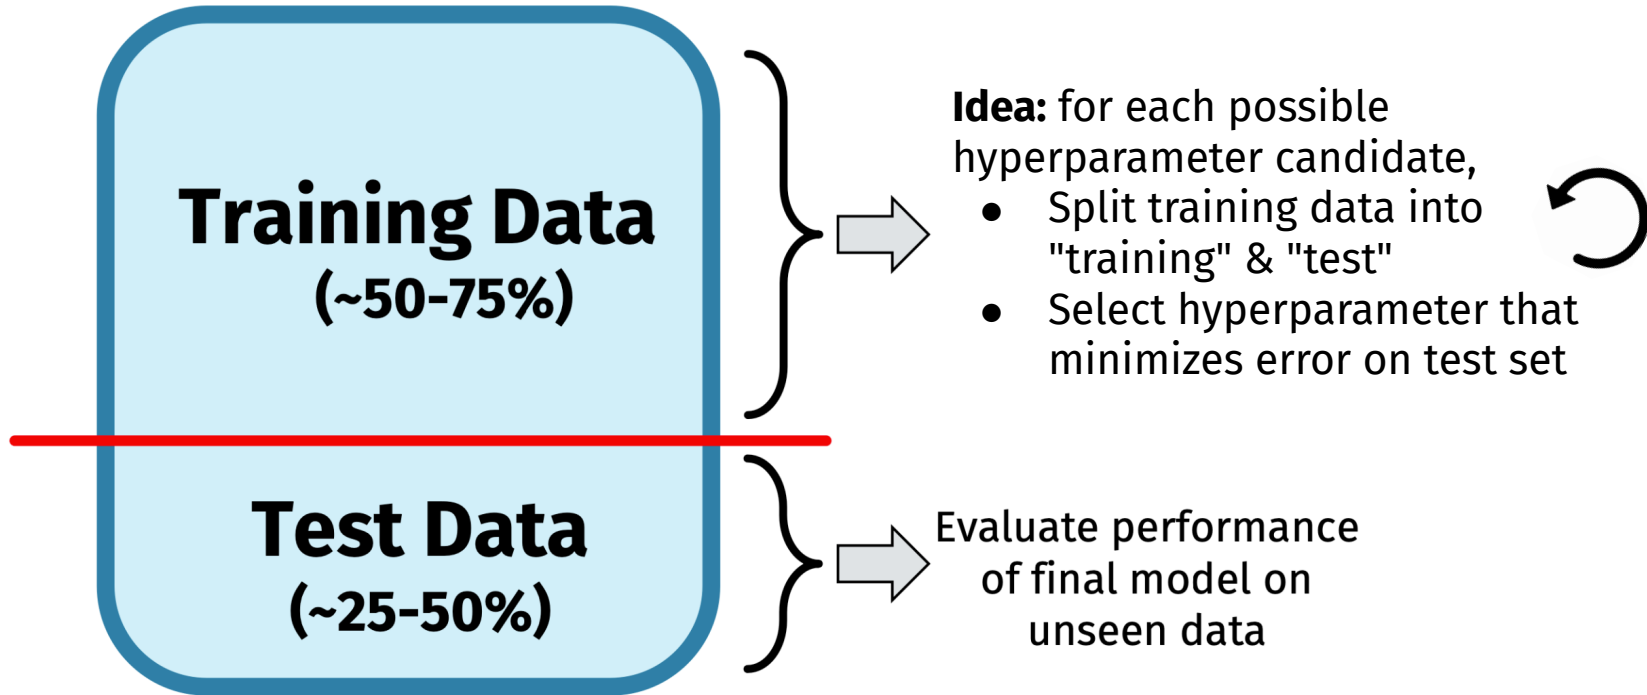 Training Data
(~50-75%)
Idea: for each possible
hyperparameter candidate,
● Split training data into
"training" & "test"
● Select hyperparameter that
minimizes error on test set
Test Data
(~25-50%)
Evaluate performance
of final model on
unseen data